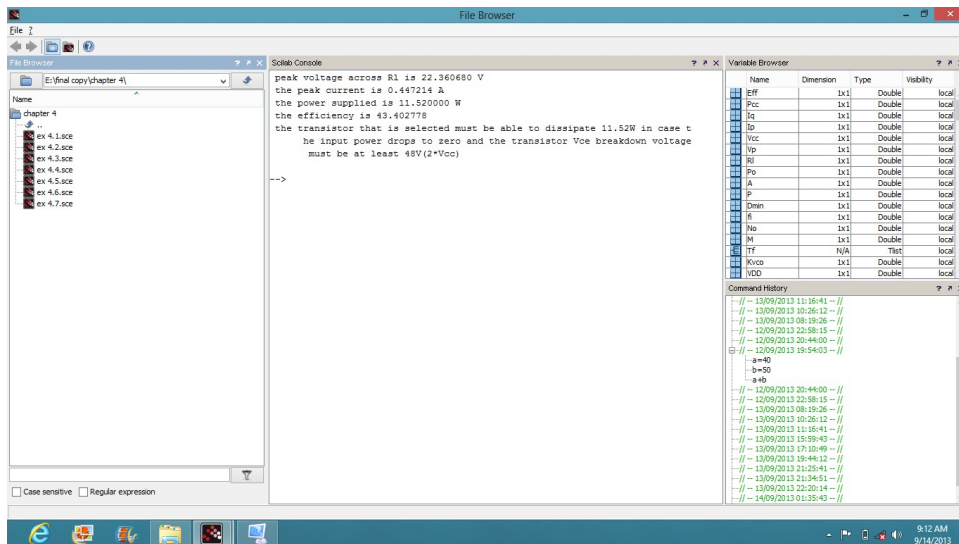 File Browser
File ?
File Browser
E:\final copy\chapter 4\
Name
chapter 4
..
ex 4.1.sce
ex 4.2.sce
ex 4.3.sce
ex 4.4.sce
ex 4.5.sce
ex 4.6.sce
ex 4.7.sce
Case sensitive Regular expression
Scilab Console
peak voltage across Rl is 22.360680 V
the peak current is 0.447214 A
the power supplied is 11.520000 W
the efficiency is 43.402778
the transistor that is selected must be able to dissipate 11.52W in case t
he input power drops to zero and the transistor Vce breakdown voltage
must be at least 48V(2*Vcc)
-->
Variable Browser
Name Dimension Type Visibility
Eff 1x1 Double local
Pcc 1x1 Double local
Iq 1x1 Double local
Ip 1x1 Double local
Vcc 1x1 Double local
Vp 1x1 Double local
Rl 1x1 Double local
Po 1x1 Double local
A 1x1 Double local
P 1x1 Double local
Dmin 1x1 Double local
fi 1x1 Double local
No 1x1 Double local
M 1x1 Double local
Tf N/A Tlist local
Kvco 1x1 Double local
VDD 1x1 Double local
Command History
// -- 13/09/2013 11:16:41 -- //
// -- 13/09/2013 10:26:12 -- //
// -- 13/09/2013 08:19:26 -- //
// -- 12/09/2013 22:58:15 -- //
// -- 12/09/2013 20:44:00 -- //
// -- 12/09/2013 19:54:03 -- //
a=40
b=50
a+b
// -- 12/09/2013 20:44:00 -- //
// -- 12/09/2013 22:58:15 -- //
// -- 13/09/2013 08:19:26 -- //
// -- 13/09/2013 10:26:12 -- //
// -- 13/09/2013 11:16:41 -- //
// -- 13/09/2013 15:59:43 -- //
// -- 13/09/2013 17:10:49 -- //
// -- 13/09/2013 19:44:12 -- //
// -- 13/09/2013 21:25:41 -- //
// -- 13/09/2013 21:34:51 -- //
// -- 13/09/2013 22:20:14 -- //
// -- 14/09/2013 01:35:43 -- //
9:12 AM
9/14/2013